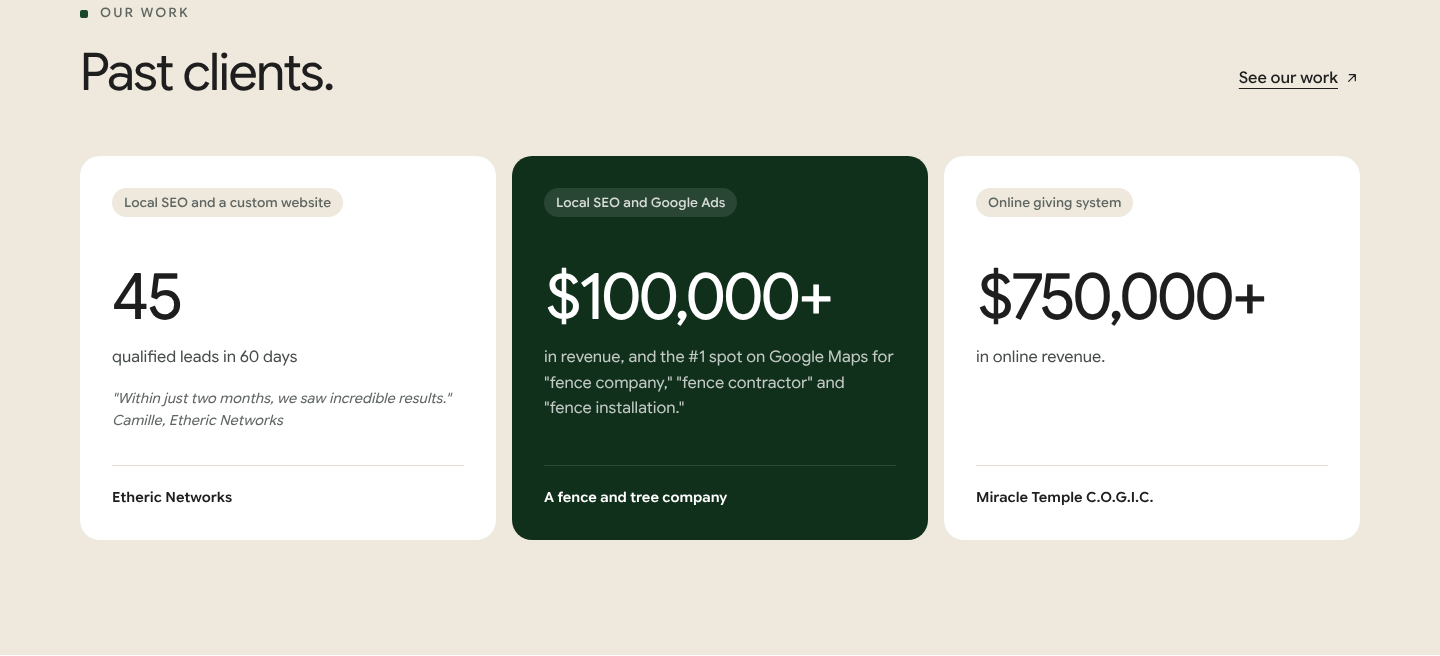 OUR WORK
Past clients.
See our work
Local SEO and a custom website
45
qualified leads in 60 days
"Within just two months, we saw incredible results."
Camille, Etheric Networks
Etheric Networks
Local SEO and Google Ads
$100,000+
in revenue, and the #1 spot on Google Maps for
"fence company," "fence contractor" and
"fence installation."
A fence and tree company
Online giving system
$750,000+
in online revenue.
Miracle Temple C.O.G.I.C.